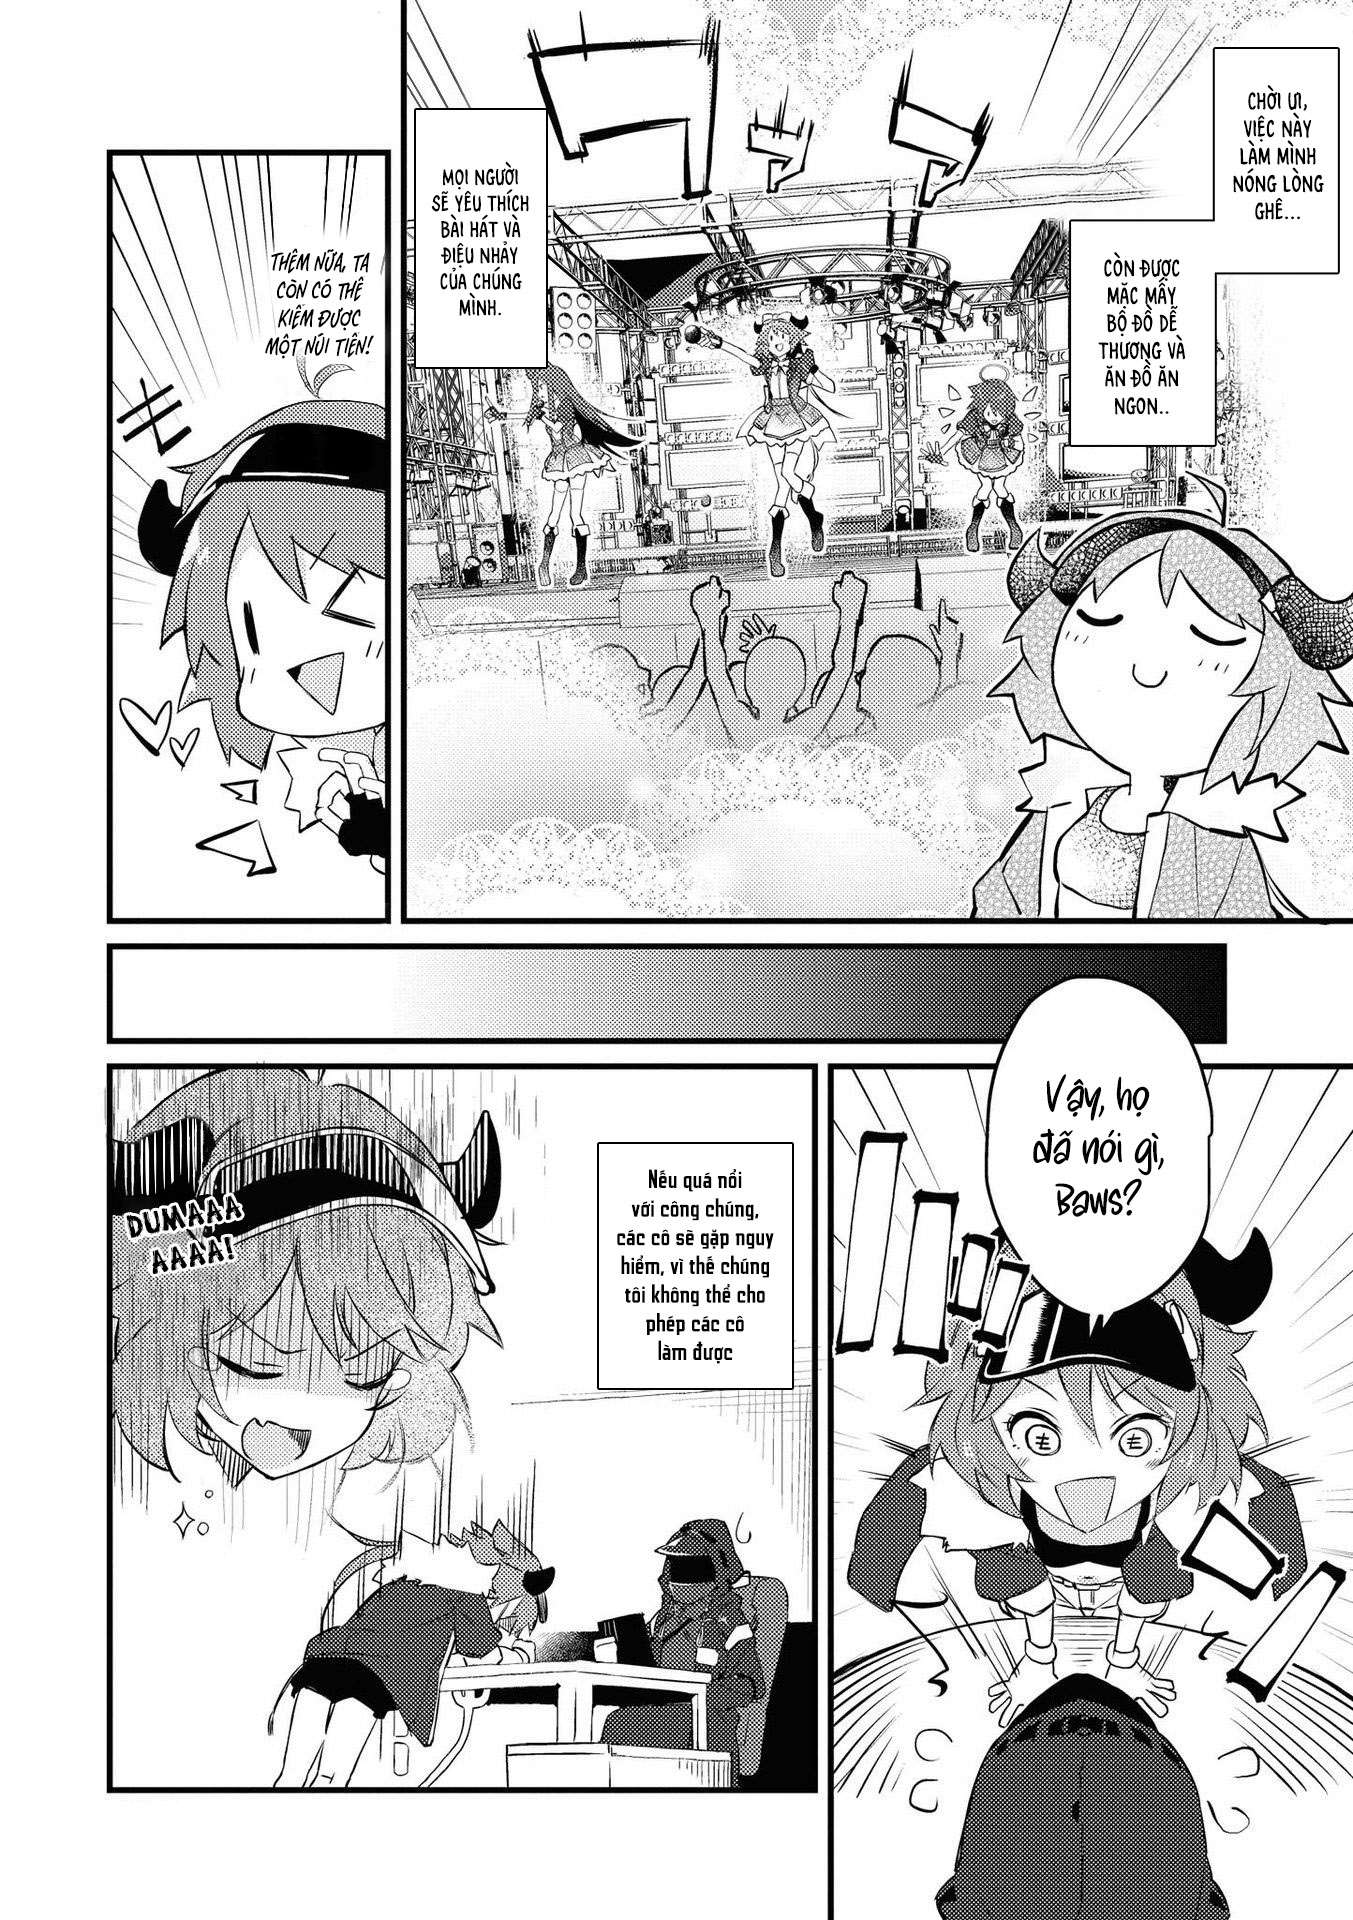 CHỜI ƯI,
VIỆC NÀY
LÀM MÌNH
NÓNG LÒNG
GHÊ...
CÒN ĐƯỢC
MẶC MẤY
BỘ ĐỒ DỄ
THƯƠNG VÀ
ĂN ĐỒ ĂN
NGON..
MỌI NGƯỜI
SẼ YÊU THÍCH
BÀI HÁT VÀ
ĐIỆU NHẢY
CỦA CHÚNG
MÌNH.
THÊM NỮA, TA
CÒN CÓ THỂ
KIẾM ĐƯỢC
MỘT NÚI TIỀN!
Vậy, họ
đã nói gì,
Baws?
Nếu quá nổi
với công chúng,
các cô sẽ gặp nguy
hiểm, vì thế chúng
tôi không thể cho
phép các cô
làm được
DUMAAA
AAAA!